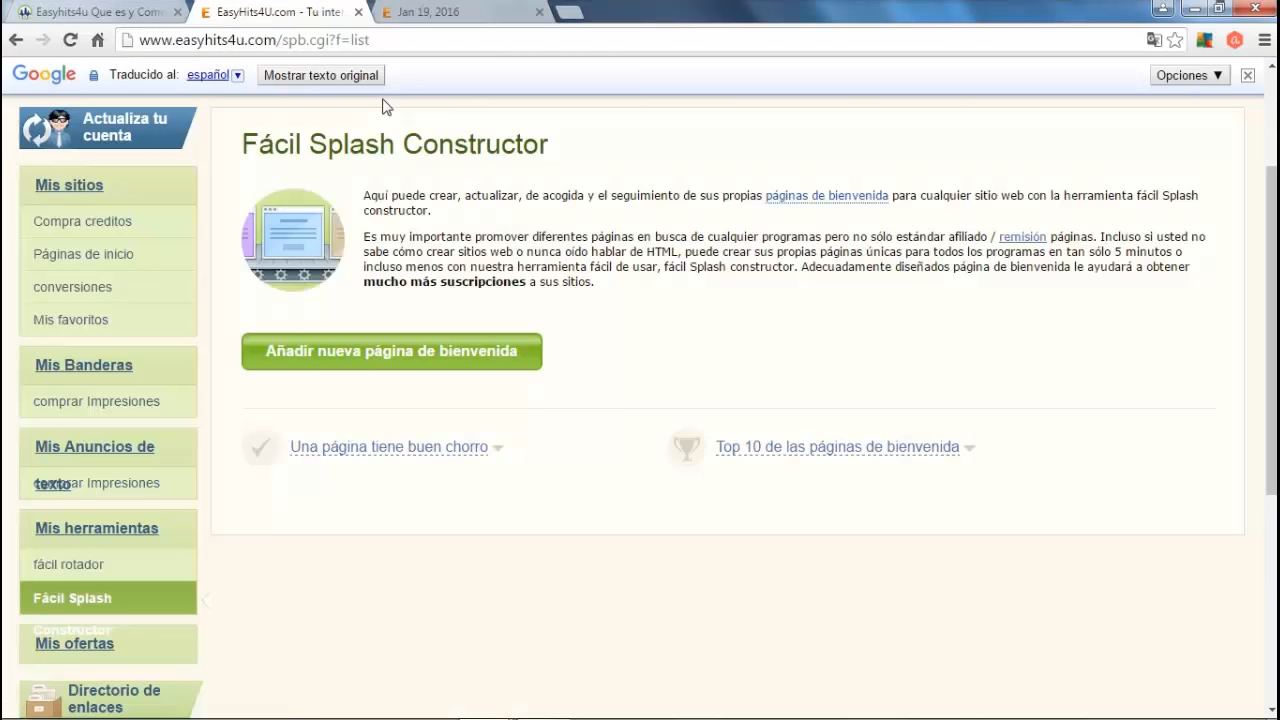 Easyhits4u Que es y Como
EasyHits4U.com - Tu inter
Jan 19, 2016
www.easyhits4u.com/spb.cgi?f=list
Google
Traducido al: español
Mostrar texto original
Opciones ▼
Actualiza tu
cuenta
Mis sitios
Compra creditos
Páginas de inicio
conversiones
Mis favoritos
Mis Banderas
comprar Impresiones
Mis Anuncios de
texto
comprar Impresiones
Mis herramientas
fácil rotador
Fácil Splash
Constructor
Mis ofertas
Directorio de
enlaces
Fácil Splash Constructor
Aquí puede crear, actualizar, de acogida y el seguimiento de sus propias páginas de bienvenida para cualquier sitio web con la herramienta fácil Splash
constructor.
Es muy importante promover diferentes páginas en busca de cualquier programas pero no sólo estándar afiliado / remisión páginas. Incluso si usted no
sabe cómo crear sitios web o nunca oído hablar de HTML, puede crear sus propias páginas únicas para todos los programas en tan sólo 5 minutos o
incluso menos con nuestra herramienta fácil de usar, fácil Splash constructor. Adecuadamente diseñados página de bienvenida le ayudará a obtener
mucho más suscripciones a sus sitios.
Añadir nueva página de bienvenida
Una página tiene buen chorro
Top 10 de las páginas de bienvenida